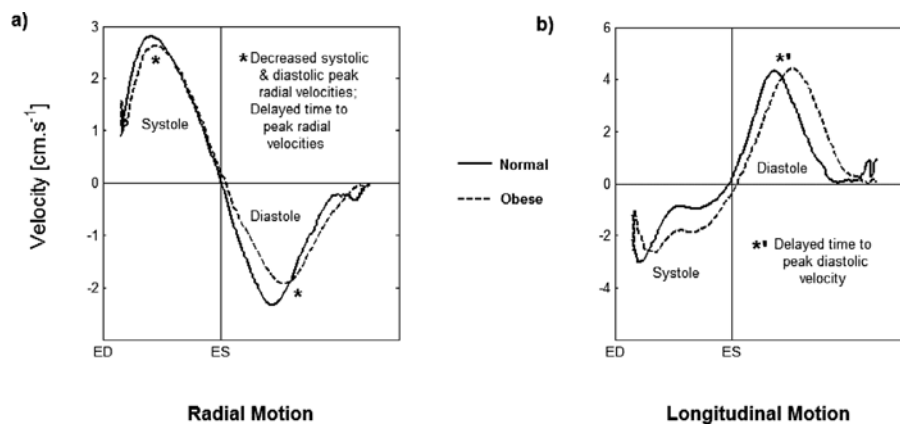 a)
Velocity [cm.s⁻¹]
3
2
1
0
-1
-2
* Decreased systolic
& diastolic peak
radial velocities;
Delayed time to
peak radial
velocities
*
Systole
Diastole
*
ED
ES
Radial Motion
Normal
Obese
b)
6
4
2
0
-2
-4
*'
Diastole
Systole
*' Delayed time to
peak diastolic
velocity
ED
ES
Longitudinal Motion